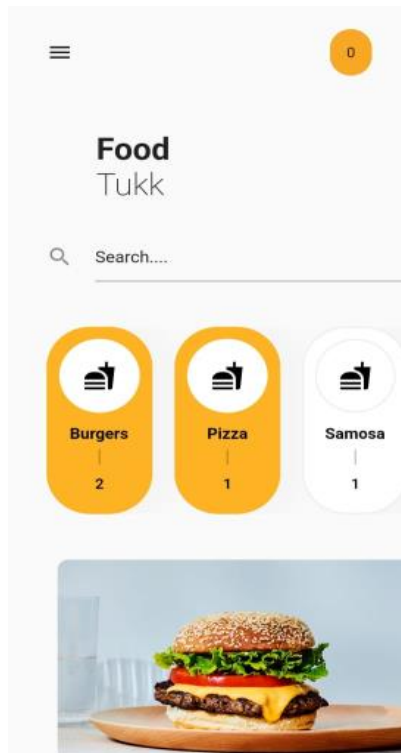 0
Food
Tukk
Search....
Burgers
Pizza
Samosa
2
1
1